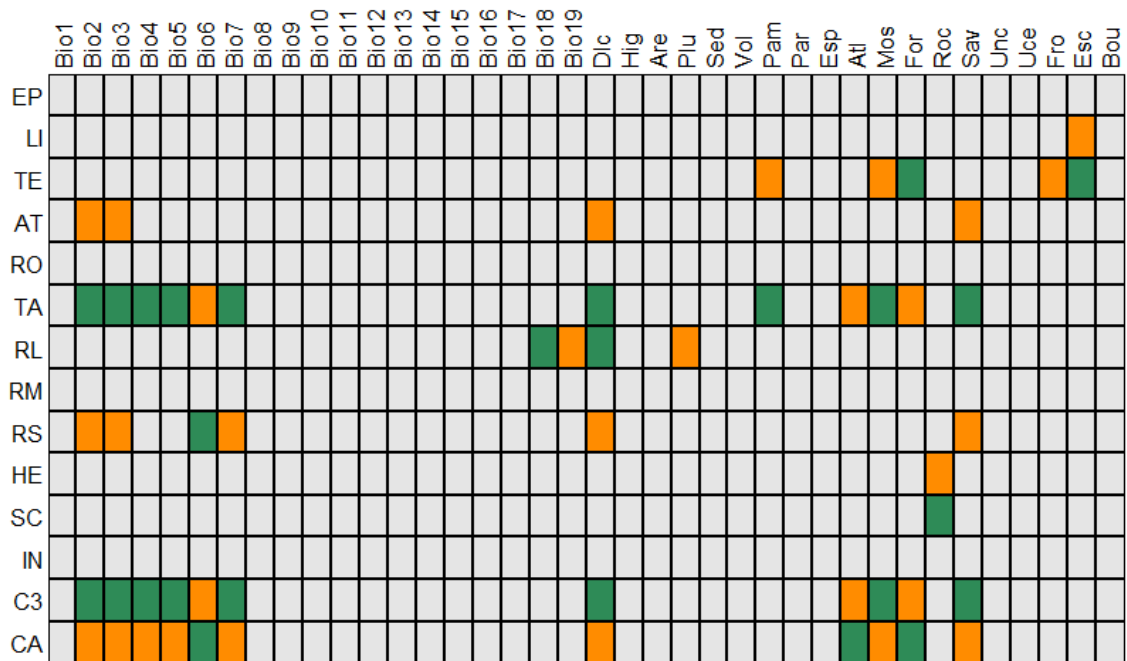 Bio1 Bio2 Bio3 Bio4 Bio5 Bio6 Bio7 Bio8 Bio9 Bio10 Bio11 Bio12 Bio13 Bio14 Bio15 Bio16 Bio17 Bio18 Bio19 Dlc Hig Are Plu Sed Vol Pam Par Esp Atl Mos For Roc Sav Unc Uce Fro Esc Bou
EP
LI
TE
AT
RO
TA
RL
RM
RS
HE
SC
IN
C3
CA